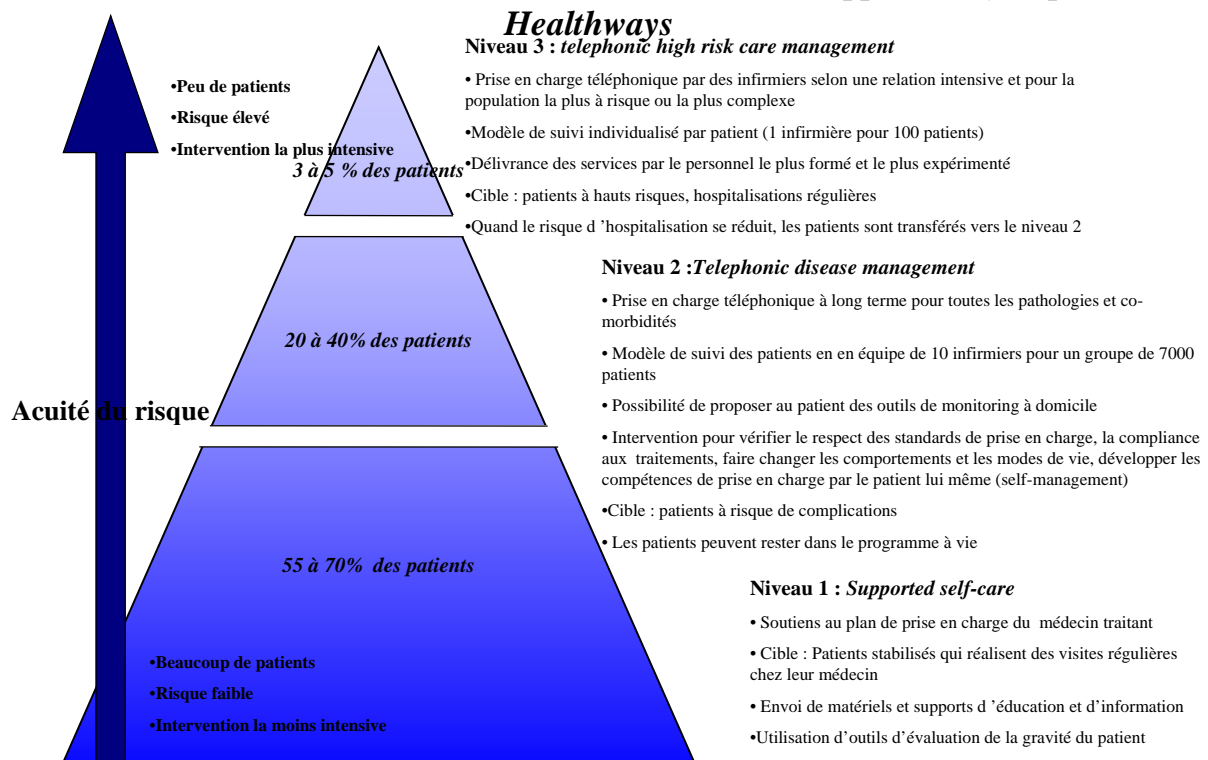 Healthways
Niveau 3 : telephonic high risk care management
• Prise en charge téléphonique par des infirmiers selon une relation intensive et pour la
population la plus à risque ou la plus complexe
•Modèle de suivi individualisé par patient (1 infirmière pour 100 patients)
•Délivrance des services par le personnel le plus formé et le plus expérimenté
•Cible : patients à hauts risques, hospitalisations régulières
•Quand le risque d ’hospitalisation se réduit, les patients sont transférés vers le niveau 2
•Peu de patients
•Risque élevé
•Intervention la plus intensive
3 à 5 % des patients
Niveau 2 :Telephonic disease management
• Prise en charge téléphonique à long terme pour toutes les pathologies et co-
morbidités
• Modèle de suivi des patients en en équipe de 10 infirmiers pour un groupe de 7000
patients
• Possibilité de proposer au patient des outils de monitoring à domicile
• Intervention pour vérifier le respect des standards de prise en charge, la compliance
aux  traitements, faire changer les comportements et les modes de vie, développer les
compétences de prise en charge par le patient lui même (self-management)
•Cible : patients à risque de complications
• Les patients peuvent rester dans le programme à vie
20 à 40% des patients
Acuité du risque
55 à 70%  des patients
Niveau 1 : Supported self-care
• Soutiens au plan de prise en charge du  médecin traitant
• Cible : Patients stabilisés qui réalisent des visites régulières
chez leur médecin
• Envoi de matériels et supports d ’éducation et d’information
•Utilisation d’outils d’évaluation de la gravité du patient
•Beaucoup de patients
•Risque faible
•Intervention la moins intensive